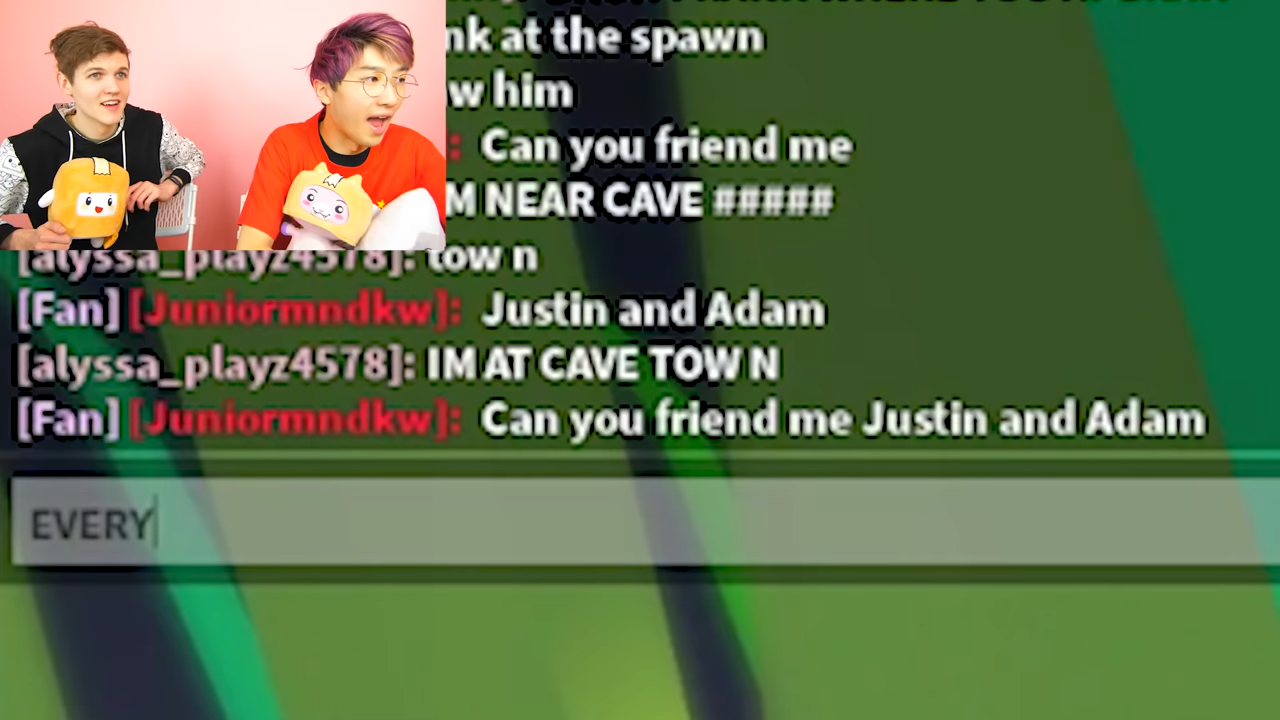 nk at the spawn
w him
: Can you friend me
M NEAR CAVE #####
[alyssa_playz4578]: tow n
[Fan] [Juniormndkw]: Justin and Adam
[alyssa_playz4578]: IM AT CAVE TOW N
[Fan] [Juniormndkw]: Can you friend me Justin and Adam
EVERY